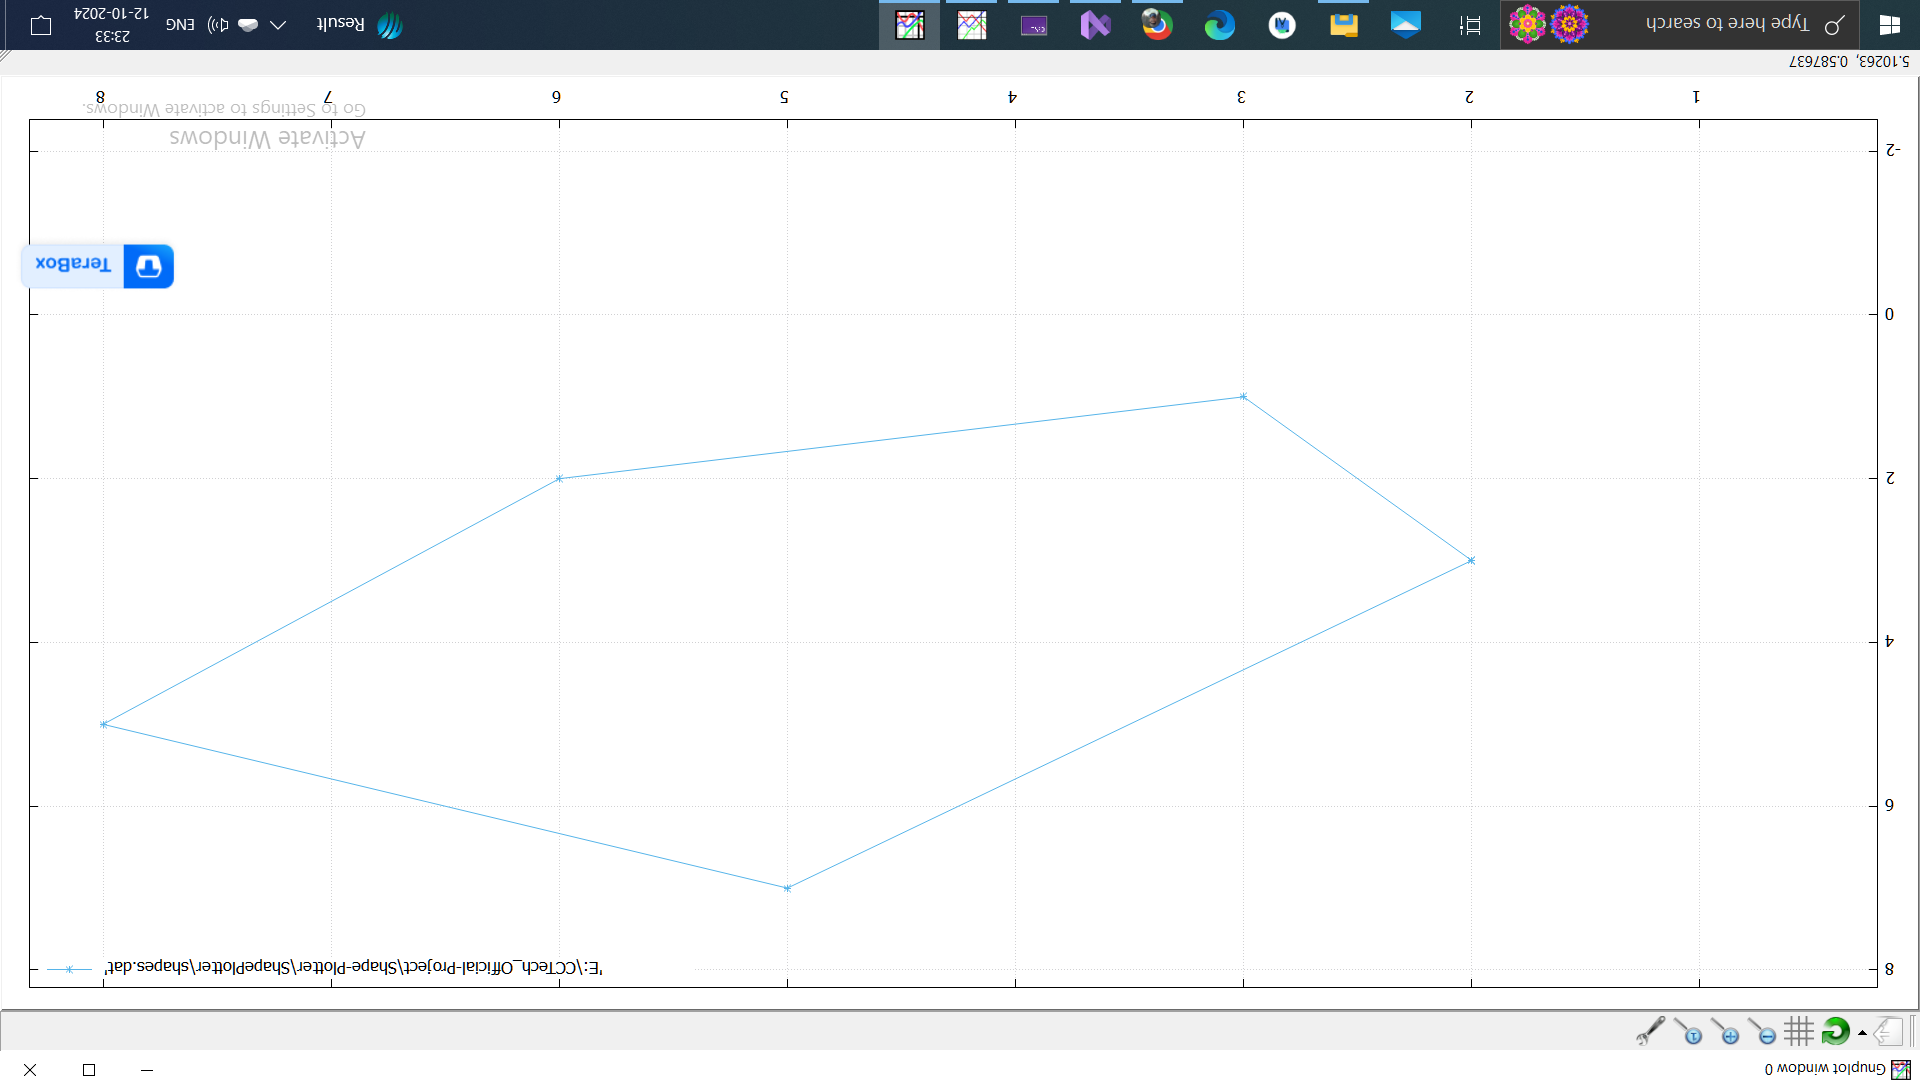 Gnuplot window 0
'E:\CCTech_Official-Project\Shape-Plotter\ShapePlotter\shapes.dat'
8
6
4
2
0
-2
1 2 3 4 5 6 7 8
TeraBox
Activate Windows
Go to Settings to activate Windows.
5.10263, 0.587637
Type here to search
Result
ENG
23:33
12-10-2024